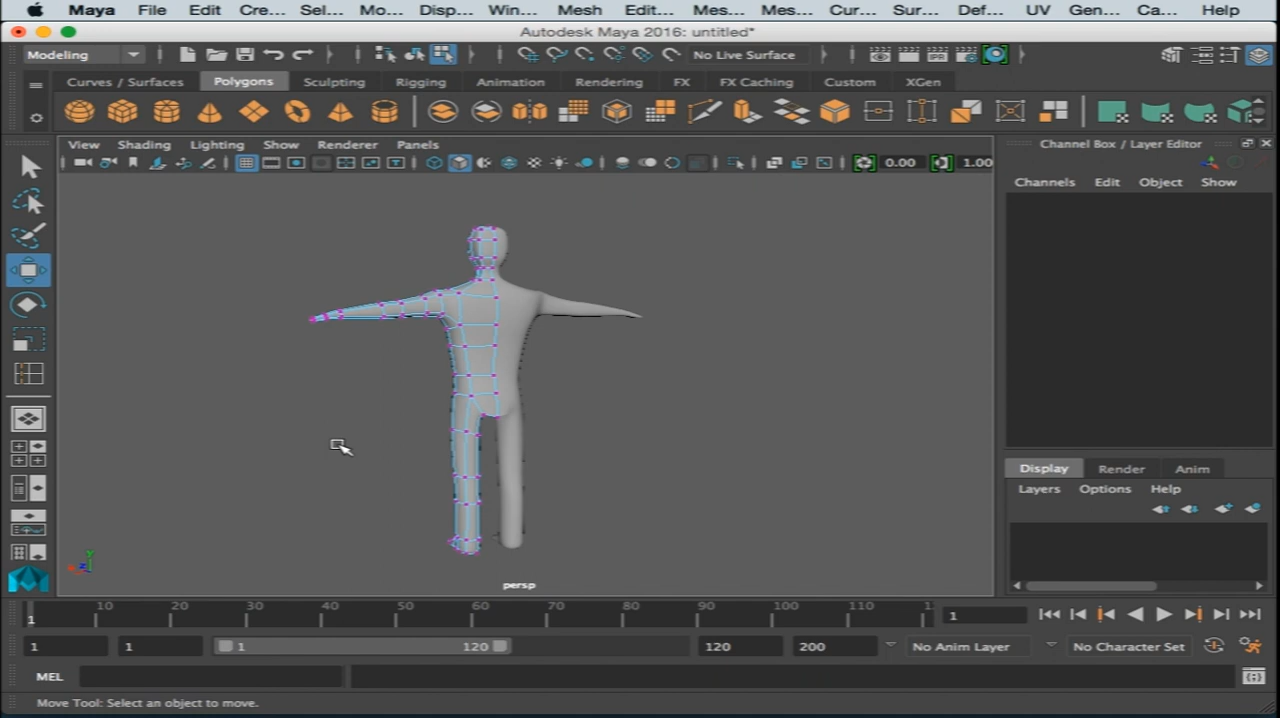 Maya File Edit Cre... Sel... Mo... Disp... Win... Mesh Edit... Mes... Mes... Cur... Sur... Def... UV Gen... Ca... Help
Autodesk Maya 2016: untitled*
Modeling No Live Surface
Curves / Surfaces Polygons Sculpting Rigging Animation Rendering FX FX Caching Custom XGen
View Shading Lighting Show Renderer Panels
Channel Box / Layer Editor
0.00 1.00
Channels Edit Object Show
Display Render Anim
Layers Options Help
persp
10 20 30 40 50 60 70 80 90 100 110
1 1
1 1 1 120 120 200 No Anim Layer No Character Set
MEL
Move Tool: Select an object to move.